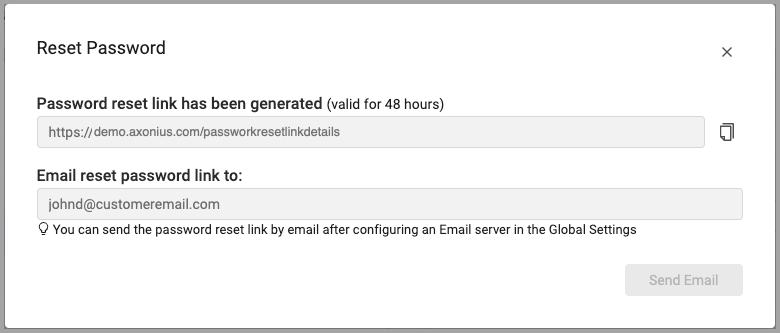 Reset Password
Password reset link has been generated (valid for 48 hours)
https://demo.axonius.com/passworkresetlinkdetails
Email reset password link to:
johnd@customeremail.com
You can send the password reset link by email after configuring an Email server in the Global Settings
Send Email